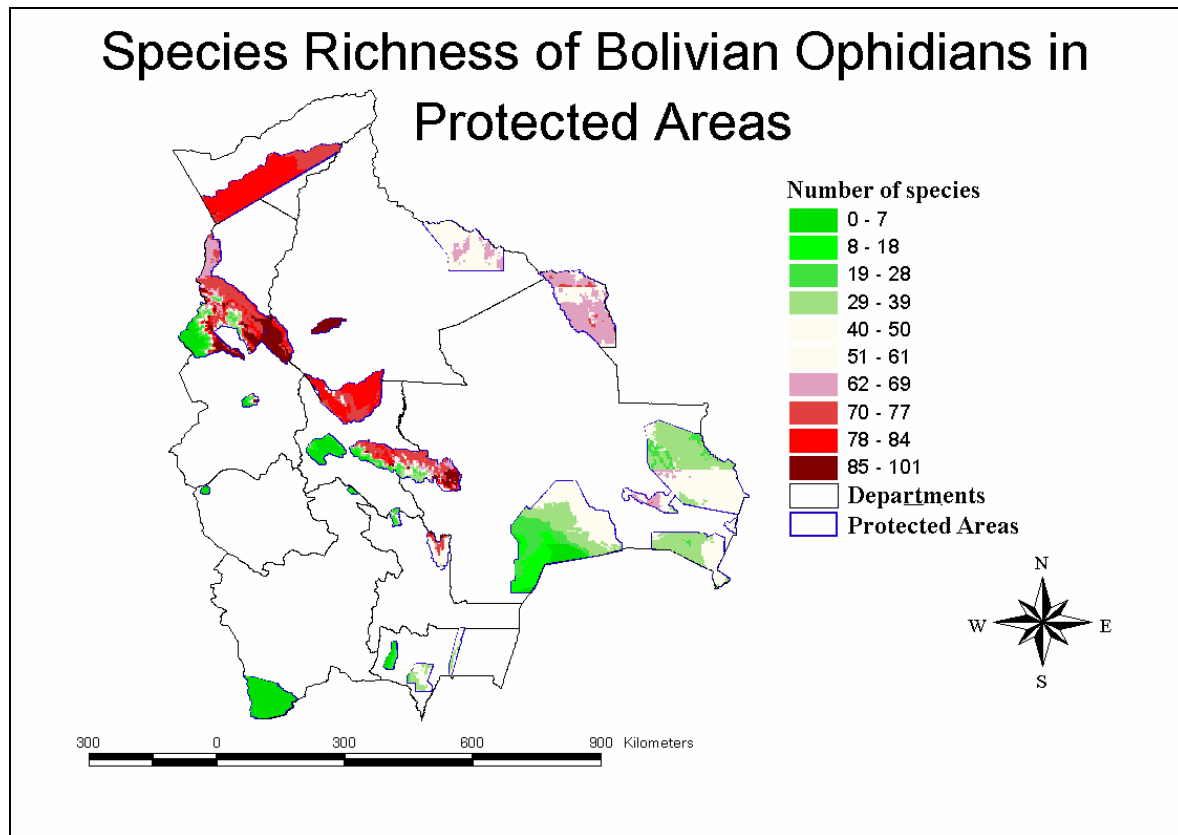 Species Richness of Bolivian Ophidians in
Protected Areas
Number of species
0 - 7
8 - 18
19 - 28
29 - 39
40 - 50
51 - 61
62 - 69
70 - 77
78 - 84
85 - 101
Departments
Protected Areas
N
W E
S
300 0 300 600 900 Kilometers